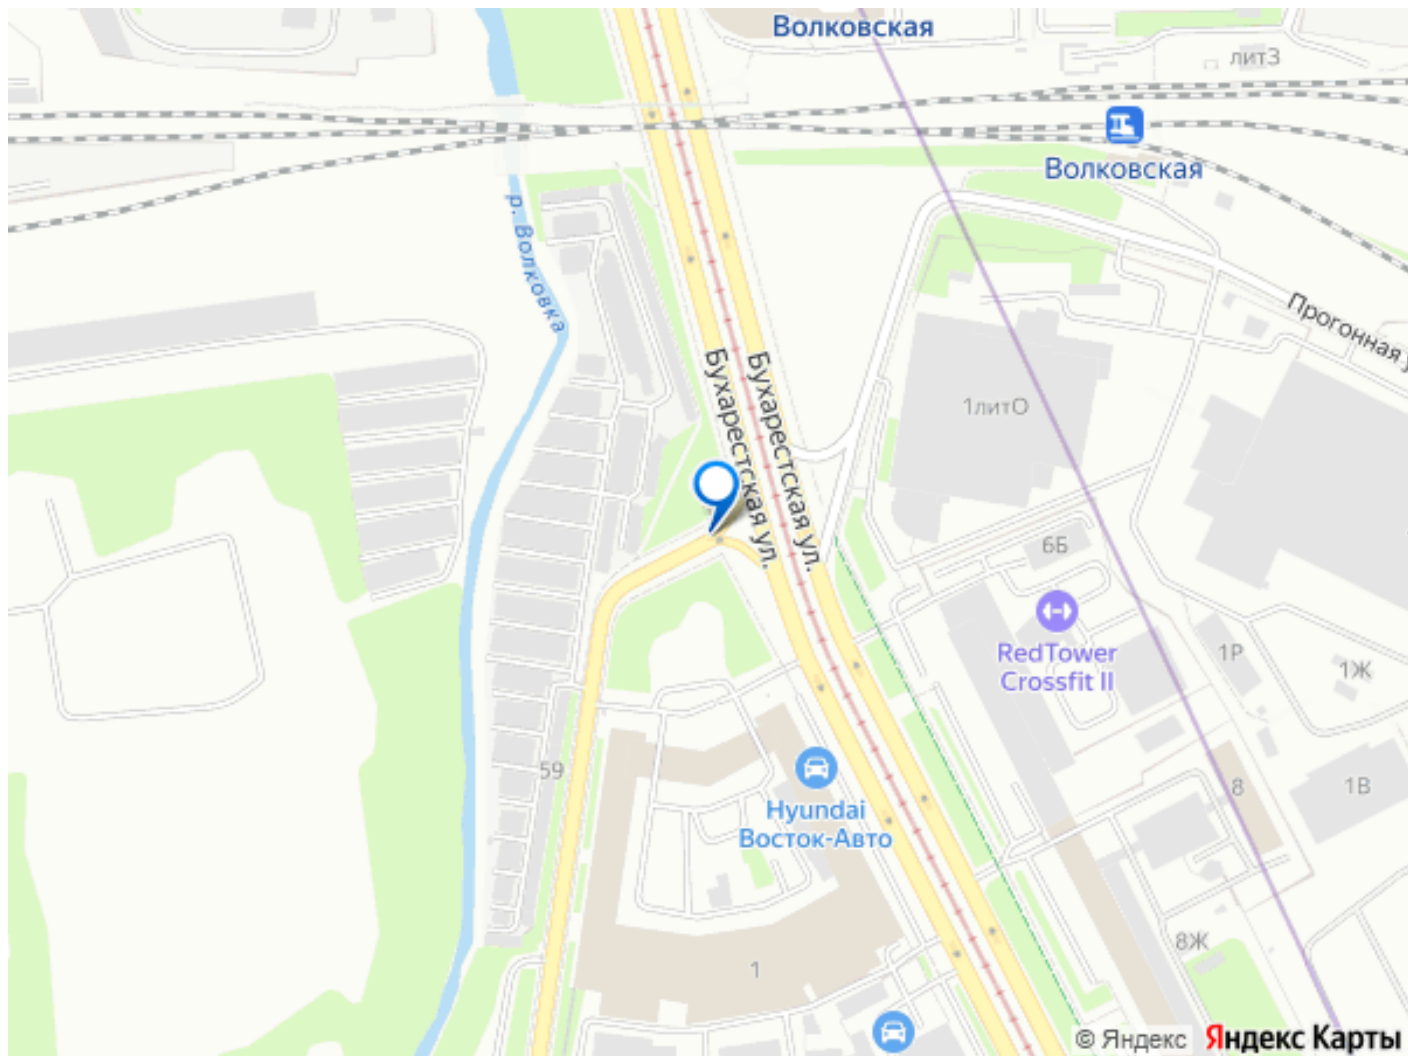 Волковская
лит3
Волковская
р. Волковка
Прогонная у
Бухарестская ул.
Бухарестская ул.
1литО
6Б
RedTower
Crossfit II
1Р
1Ж
59
Hyundai
Восток-Авто
8
1В
8Ж
1
© Яндекс Яндекс Карты